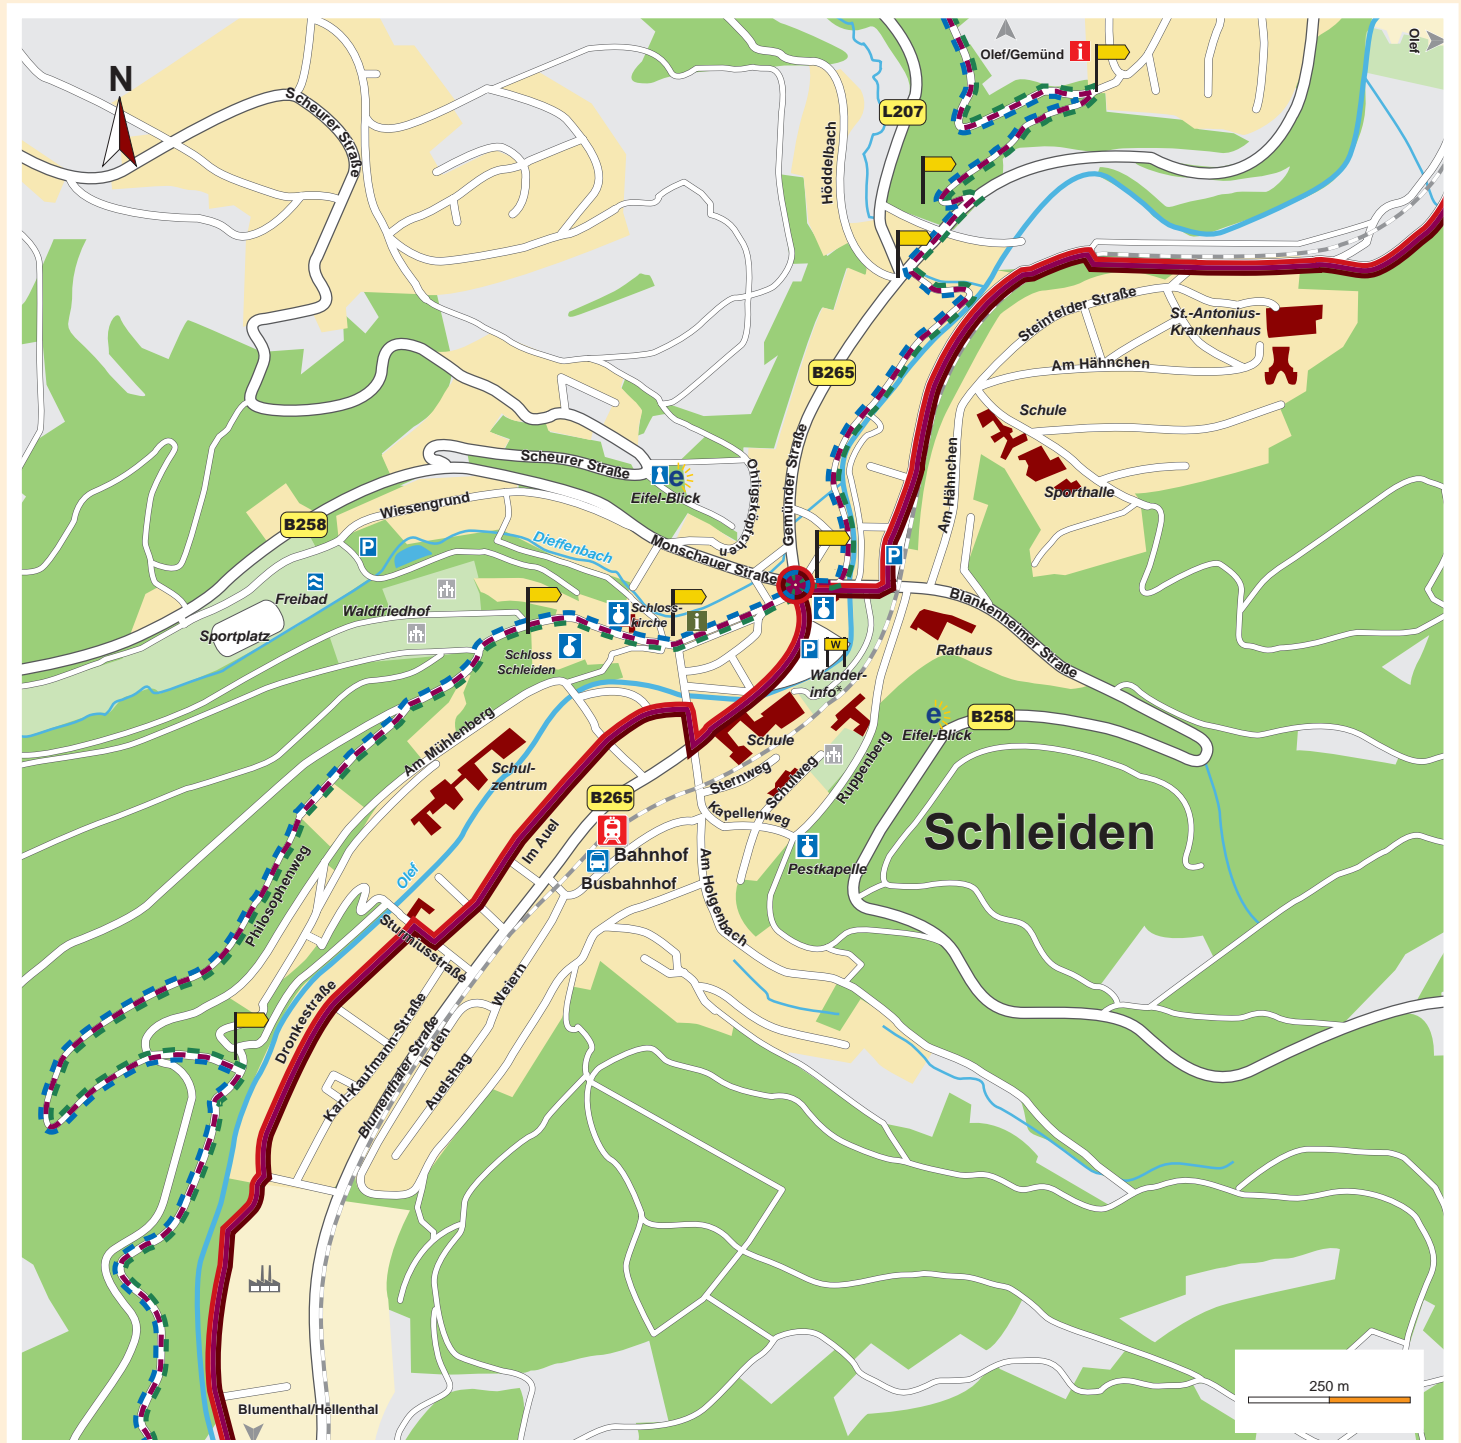 Olef/Gemünd
i
Olef
N
Scheurer Straße
L207
Höddelbach
Steinfelder Straße
St.-Antonius-
Krankenhaus
B265
Am Hähnchen
Schule
Gemünder Straße
Scheurer Straße
e
Eifel-Blick
Ohligsköpfchen
Am Hähnchen
Sporthalle
Wiesengrund
B258
P
Dieffenbach
Monschauer Straße
P
Freibad
Waldfriedhof
Sportplatz
Schloss-
kirche
i
Blankenheimer Straße
Rathaus
Schloss
Schleiden
P
W
Wander-
info*
e
Eifel-Blick
B258
Am Mühlenberg
Schul-
zentrum
Schule
Sternweg
Schulweg
Ruppenberg
B265
Kapellenweg
Schleiden
Im Auel
Bahnhof
Busbahnhof
Pestkapelle
Olef
Philosophenweg
Am Holgenbach
Sturmiusstraße
Dronkestraße
Weiern
Karl-Kaufmann-Straße
Blumenthaler Straße
In den
Auelshag
250 m
Blumenthal/Hellenthal